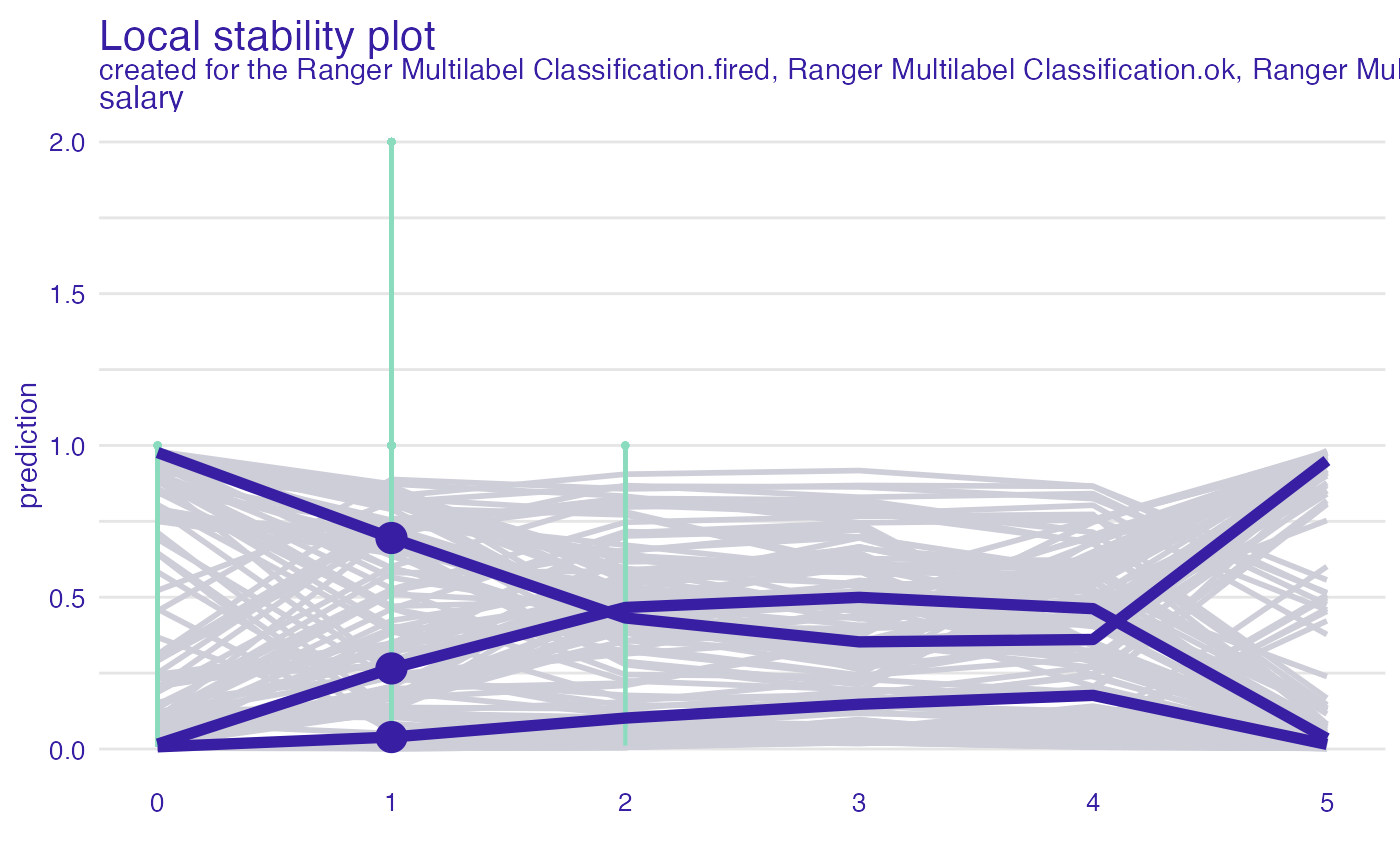 Local stability plot
created for the Ranger Multilabel Classification.fired, Ranger Multilabel Classification.ok, Ranger Mul
salary
2.0
1.5
1.0
0.5
0.0
prediction
0 1 2 3 4 5